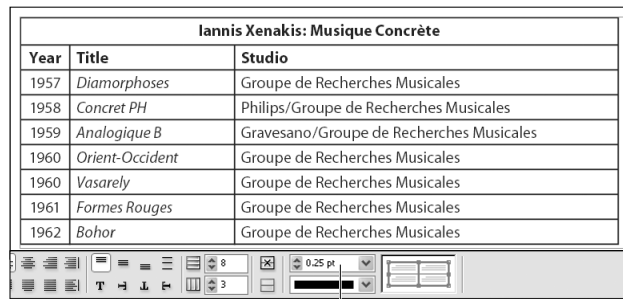 Iannis Xenakis: Musique Concrète
Year Title Studio
1957 Diamorphoses Groupe de Recherches Musicales
1958 Concret PH Philips/Groupe de Recherches Musicales
1959 Analogique B Gravesano/Groupe de Recherches Musicales
1960 Orient-Occident Groupe de Recherches Musicales
1960 Vasarely Groupe de Recherches Musicales
1961 Formes Rouges Groupe de Recherches Musicales
1962 Bohor Groupe de Recherches Musicales
8 0.25 pt
3